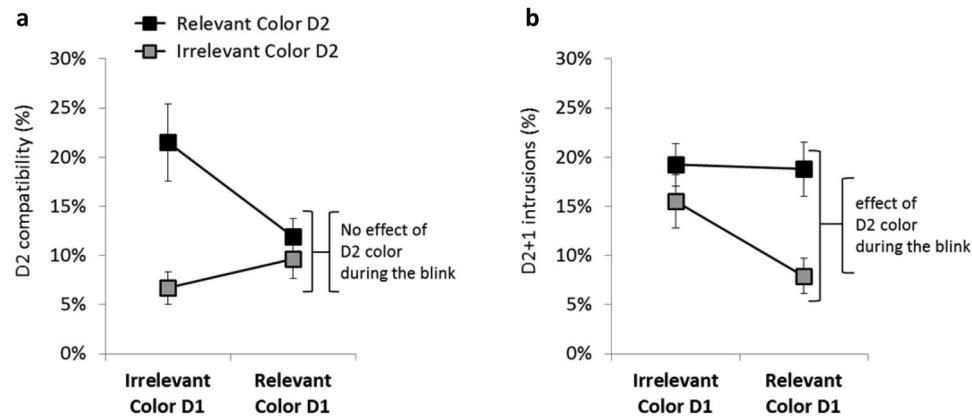 a
Relevant Color D2
Irrelevant Color D2
D2 compatibility (%)
30%
25%
20%
15%
10%
5%
0%
No effect of
D2 color
during the blink
Irrelevant
Color D1
Relevant
Color D1
b
D2+1 intrusions (%)
30%
25%
20%
15%
10%
5%
0%
effect of
D2 color
during the blink
Irrelevant
Color D1
Relevant
Color D1